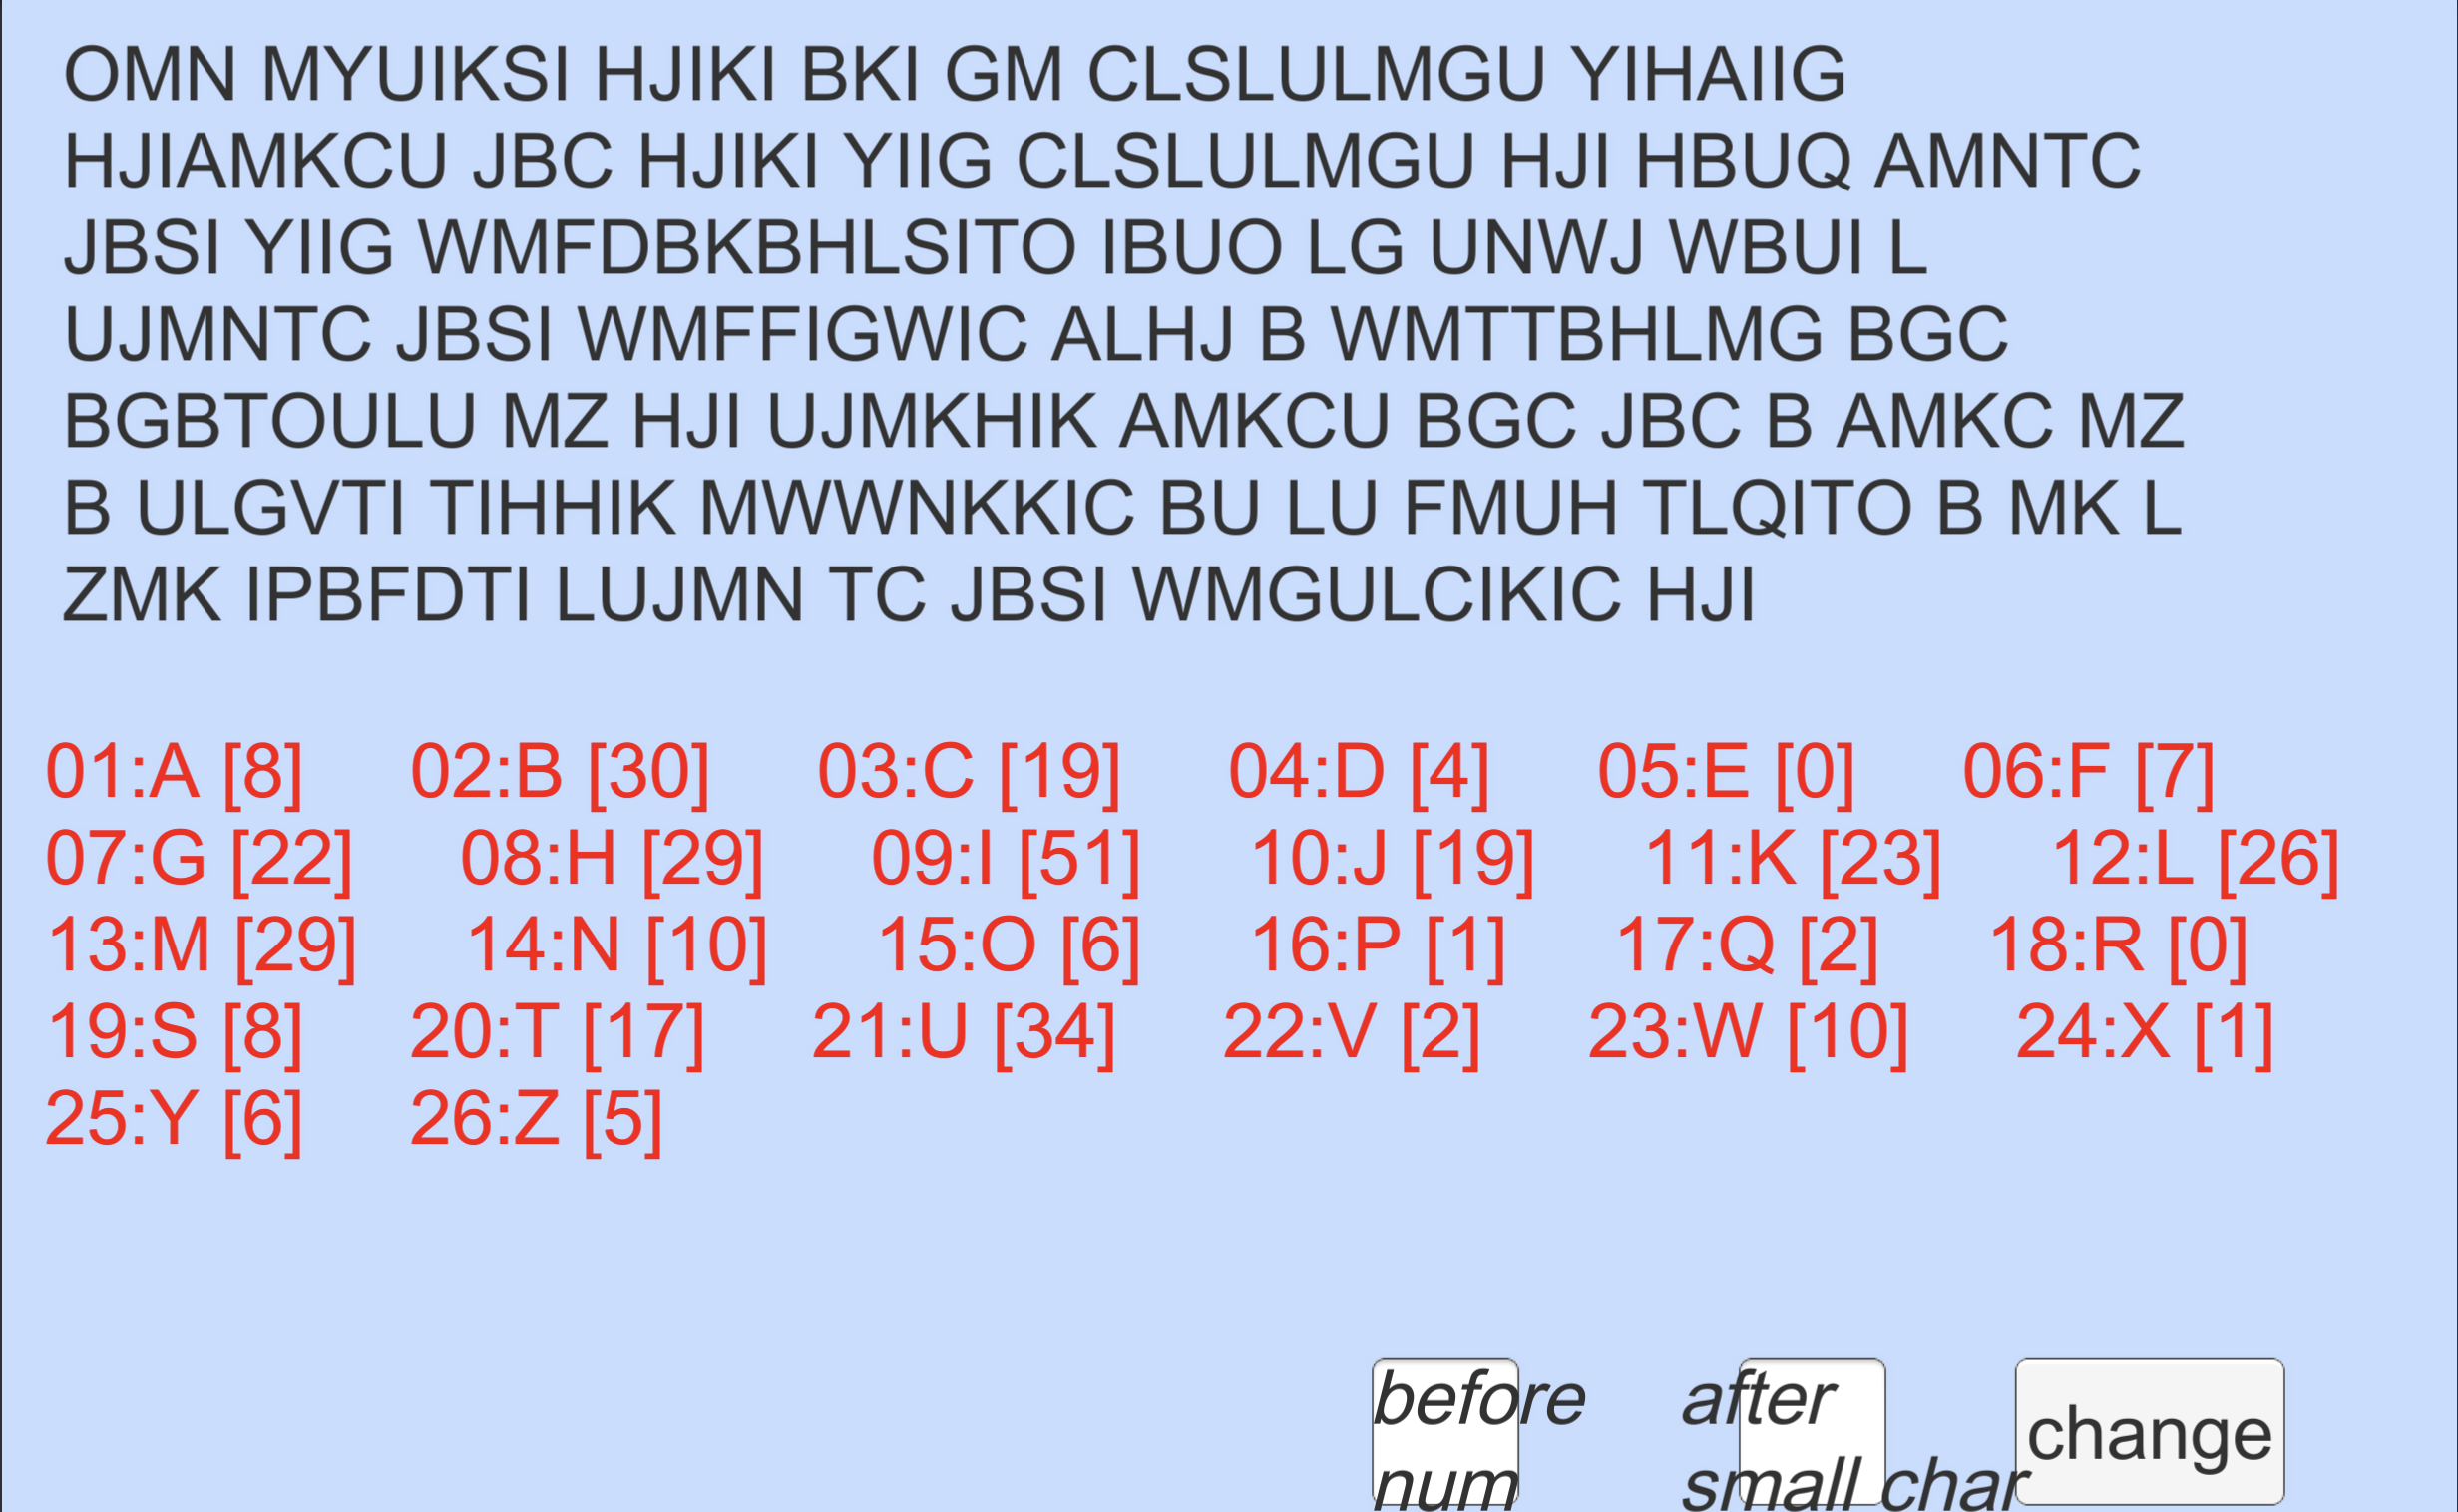 OMN MYUIKSI HJIKI BKI GM CLSLULMGU YIHAIIG
HJIAMKCU JBC HJIKI YIIG CLSLULMGU HJI HBUQ AMNTC
JBSI YIIG WMFDBKBHLSITO IBUO LG UNWJ WBUI L
UJMNTC JBSI WMFFIGWIC ALHJ B WMTTBHLMG BGC
BGBTOULU MZ HJI UJMKHIK AMKCU BGC JBC B AMKC MZ
B ULGVTI TIHHIK MWWNKKIC BU LU FMUH TLQITO B MK L
ZMK IPBFDTI LUJMN TC JBSI WMGULCIKIC HJI
01:A [8] 02:B [30] 03:C [19] 04:D [4] 05:E [0] 06:F [7]
07:G [22] 08:H [29] 09:I [51] 10:J [19] 11:K [23] 12:L [26]
13:M [29] 14:N [10] 15:O [6] 16:P [1] 17:Q [2] 18:R [0]
19:S [8] 20:T [17] 21:U [34] 22:V [2] 23:W [10] 24:X [1]
25:Y [6] 26:Z [5]
before num
after small char
change